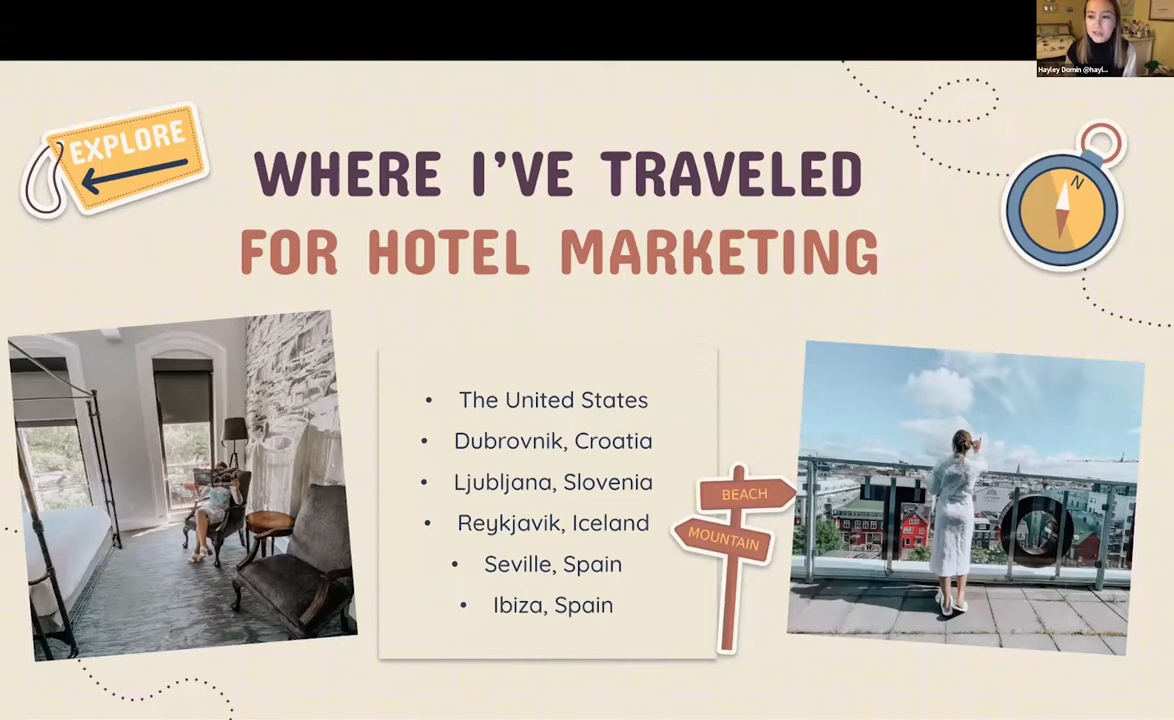 Hayley Domin @hayl...
EXPLORE
WHERE I'VE TRAVELED
FOR HOTEL MARKETING
N
• The United States
• Dubrovnik, Croatia
• Ljubljana, Slovenia
• Reykjavik, Iceland
• Seville, Spain
• Ibiza, Spain
BEACH
MOUNTAIN